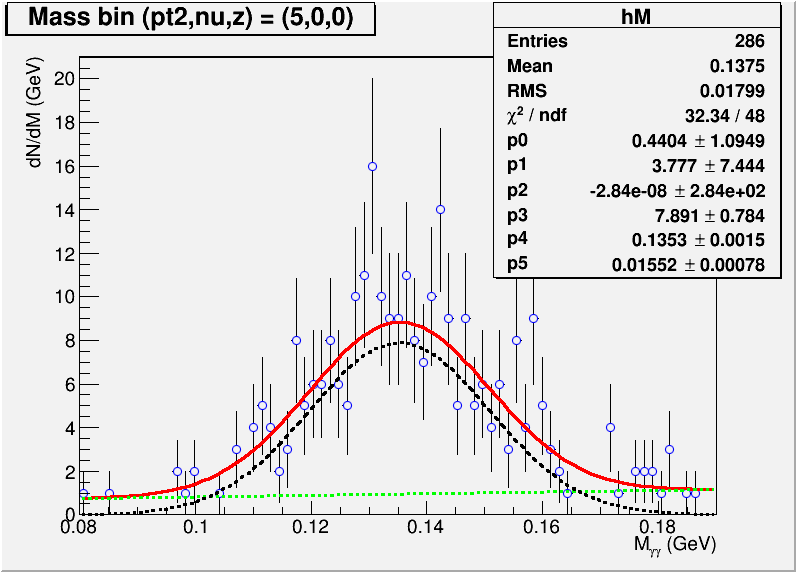 Mass bin (pt2,nu,z) = (5,0,0)
hM
Entries 286
Mean 0.1375
RMS 0.01799
χ² / ndf 32.34 / 48
p0 0.4404 ± 1.0949
p1 3.777 ± 7.444
p2 -2.84e-08 ± 2.84e+02
p3 7.891 ± 0.784
p4 0.1353 ± 0.0015
p5 0.01552 ± 0.00078
dN/dM (GeV)
20
18
16
14
12
10
8
6
4
2
0
0.08 0.1 0.12 0.14 0.16 0.18
Mγγ (GeV)